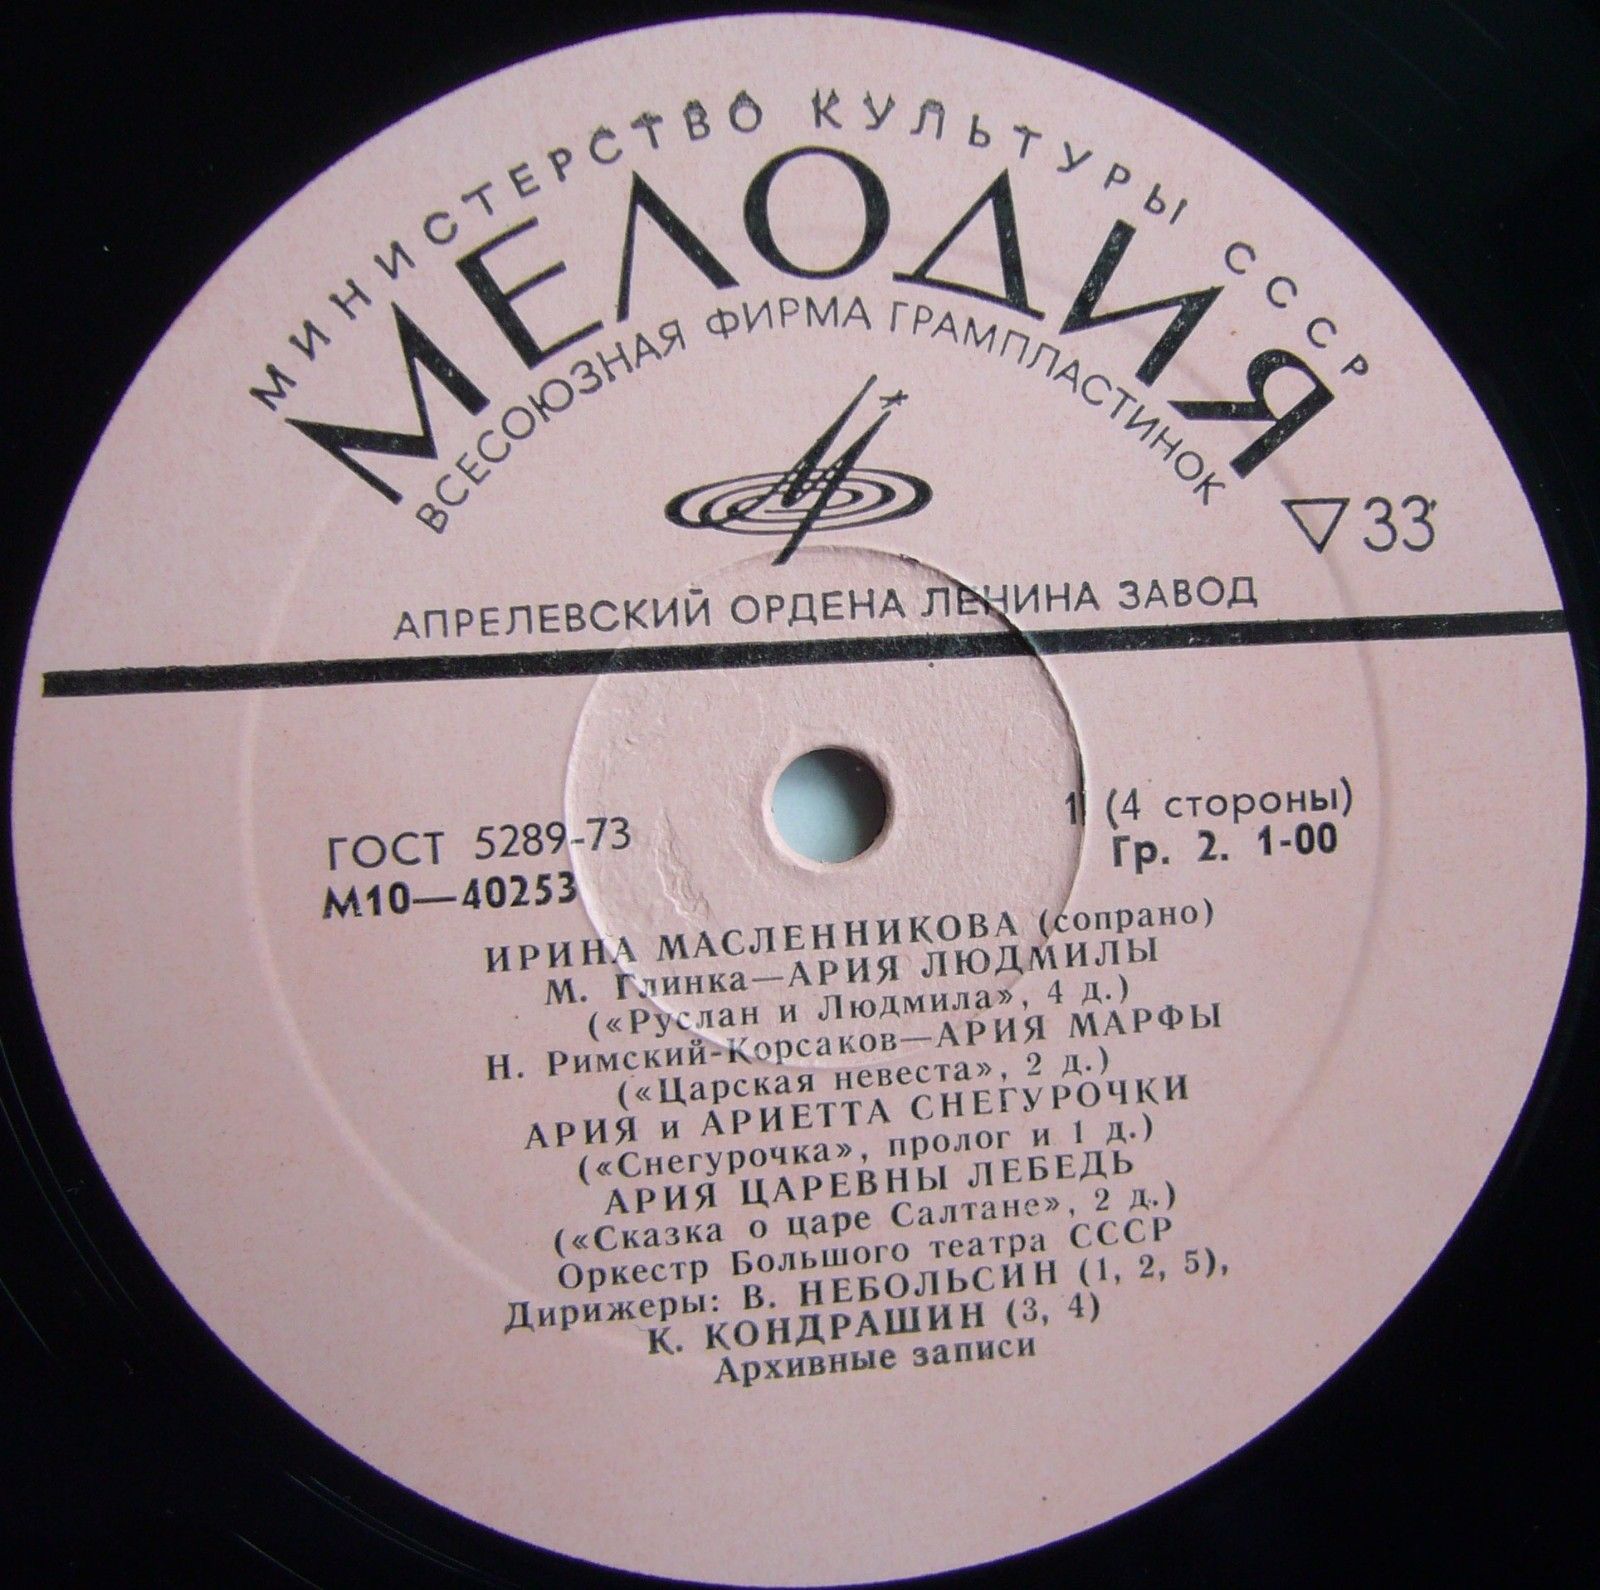 МИНИСТЕРСТВО КУЛЬТУРЫ СССР
МЕЛОДИЯ
ВСЕСОЮЗНАЯ ФИРМА ГРАМПЛАСТИНОК
33
АПРЕЛЕВСКИЙ ОРДЕНА ЛЕНИНА ЗАВОД
ГОСТ 5289-73
М10—40253
1 (4 стороны)
Гр. 2. 1-00
ИРИНА МАСЛЕННИКОВА (сопрано)
М. Глинка—АРИЯ ЛЮДМИЛЫ
(«Руслан и Людмила», 4 д.)
Н. Римский-Корсаков—АРИЯ МАРФЫ
(«Царская невеста», 2 д.)
АРИЯ и АРИЕТТА СНЕГУРОЧКИ
(«Снегурочка», пролог и 1 д.)
АРИЯ ЦАРЕВНЫ ЛЕБЕДЬ
(«Сказка о царе Салтане», 2 д.)
Оркестр Большого театра СССР
Дирижеры: В. НЕБОЛЬСИН (1, 2, 5),
К. КОНДРАШИН (3, 4)
Архивные записи